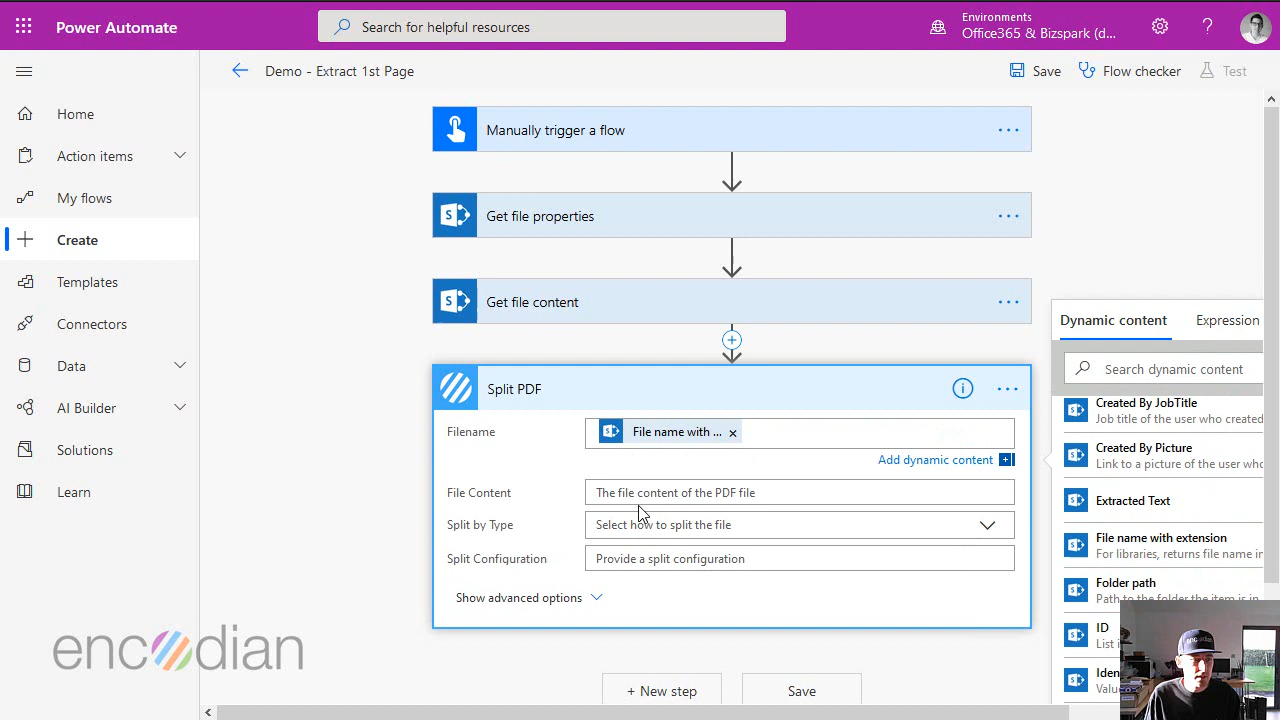 Power Automate
Search for helpful resources
Environments
Office365 & Bizspark (d...
?
Demo - Extract 1st Page
Save
Flow checker
Test
Home
Action items
My flows
Create
Templates
Connectors
Data
AI Builder
Solutions
Learn
Manually trigger a flow
Get file properties
Get file content
Split PDF
Filename
File name with ... ×
Add dynamic content
File Content
The file content of the PDF file
Split by Type
Select how to split the file
Split Configuration
Provide a split configuration
Show advanced options
+ New step
Save
Dynamic content
Expression
Search dynamic content
Created By JobTitle
Job title of the user who created
Created By Picture
Link to a picture of the user who
Extracted Text
File name with extension
For libraries, returns file name in
Folder path
Path to the folder the item is in
ID
List i
Iden
Value
encodian